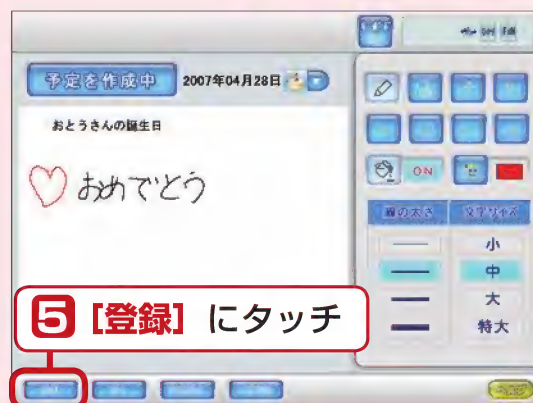 予定を作成中 2007年04月28日
おとうさんの誕生日
おめでとう
ON
線の太さ 文字サイズ
小
中
大
特大
5 [登録] にタッチ